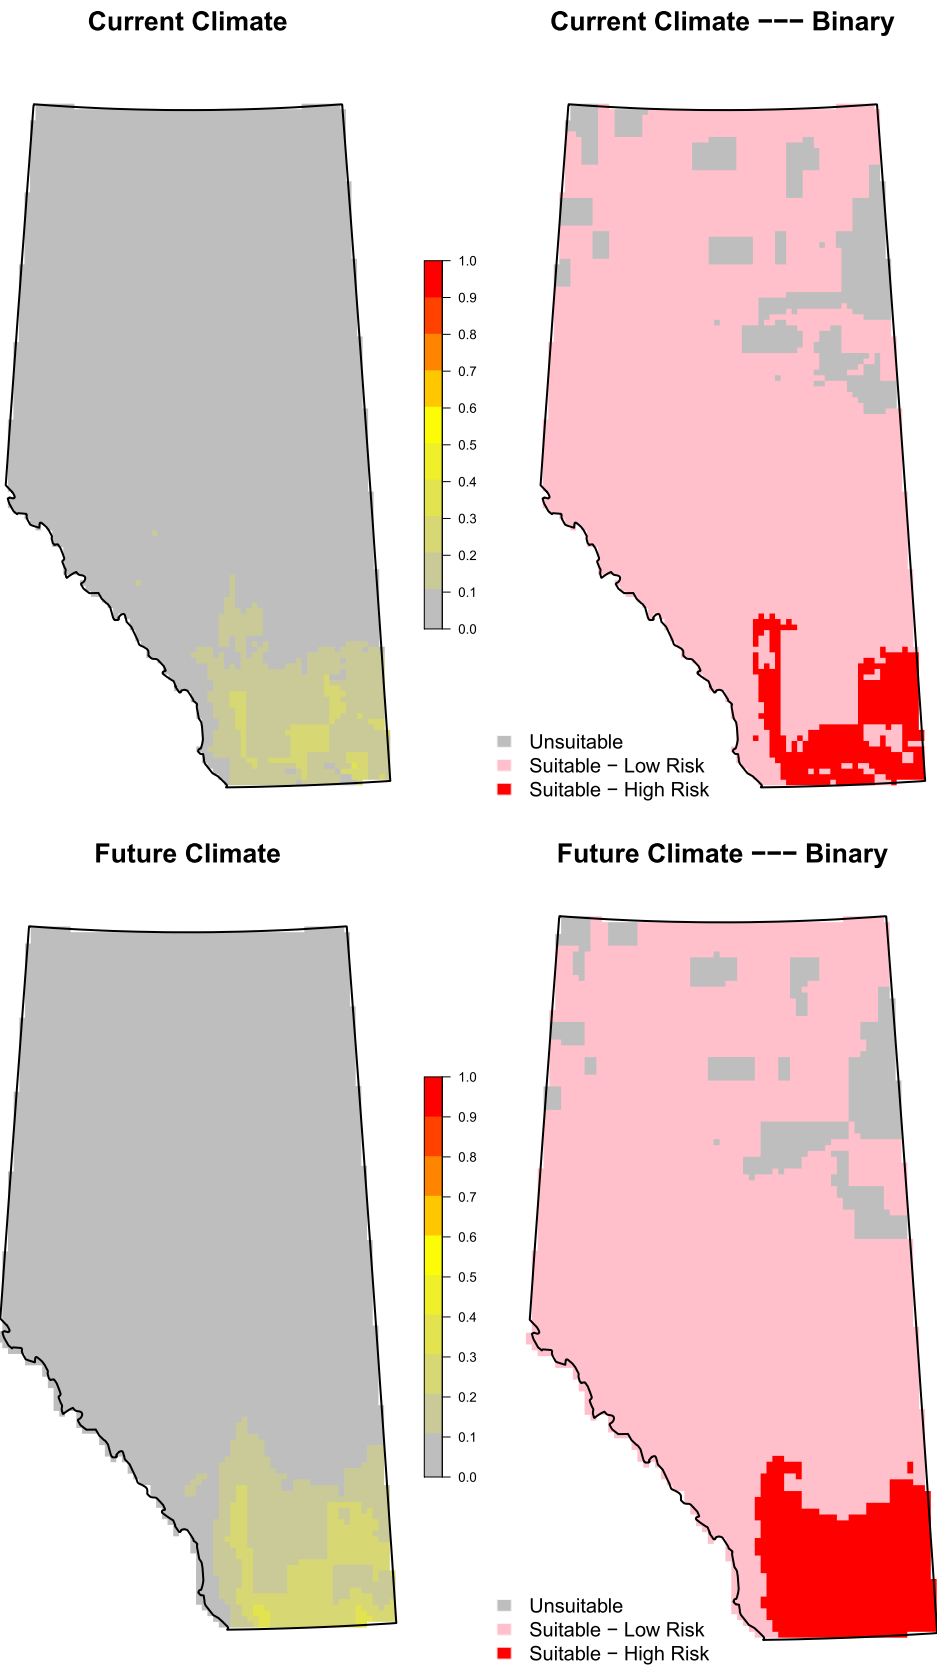 Current Climate
Current Climate −−− Binary
1.0
0.9
0.8
0.7
0.6
0.5
0.4
0.3
0.2
0.1
0.0
Unsuitable
Suitable − Low Risk
Suitable − High Risk
Future Climate
Future Climate −−− Binary
1.0
0.9
0.8
0.7
0.6
0.5
0.4
0.3
0.2
0.1
0.0
Unsuitable
Suitable − Low Risk
Suitable − High Risk